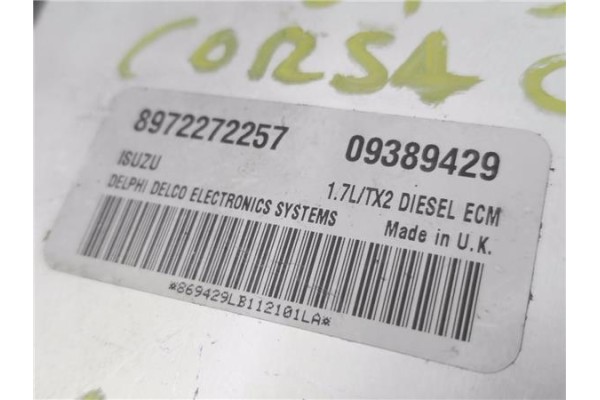 CORSA C
8972272257 09389429
ISUZU 1.7L/TX2 DIESEL ECM
DELPHI DELCO ELECTRONICS SYSTEMS Made in U.K.
*869429LB112101LA*